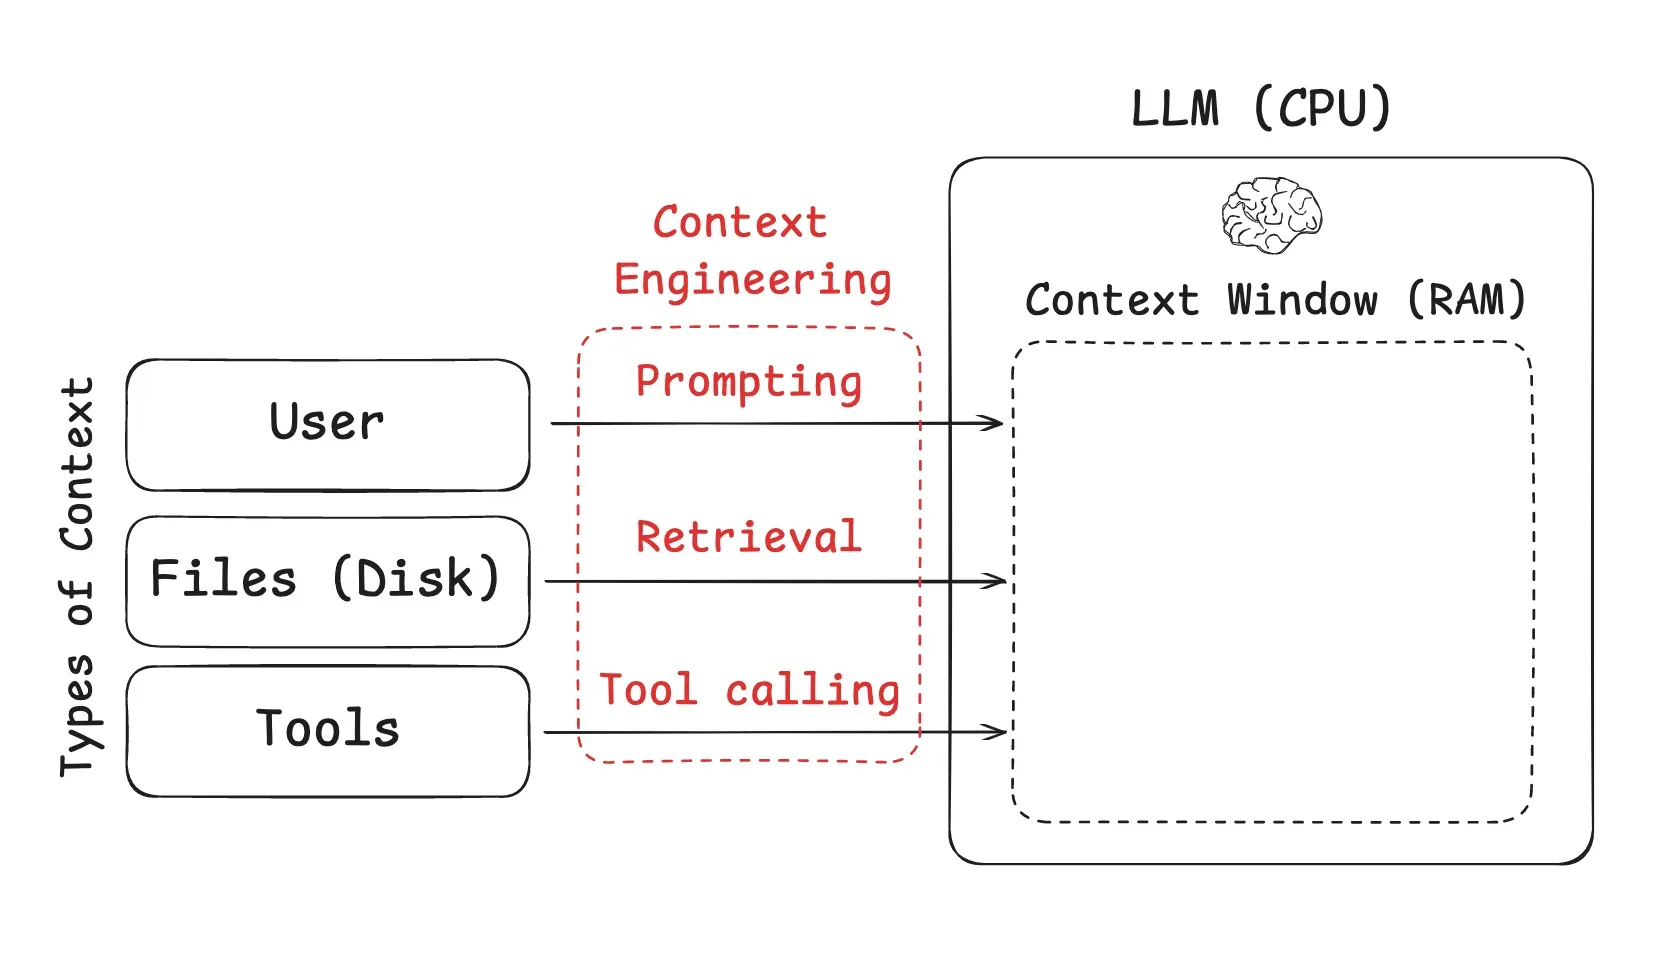 LLM (CPU)
Context
Engineering
Context Window (RAM)
Types of Context
User
Prompting
Files (Disk)
Retrieval
Tools
Tool calling